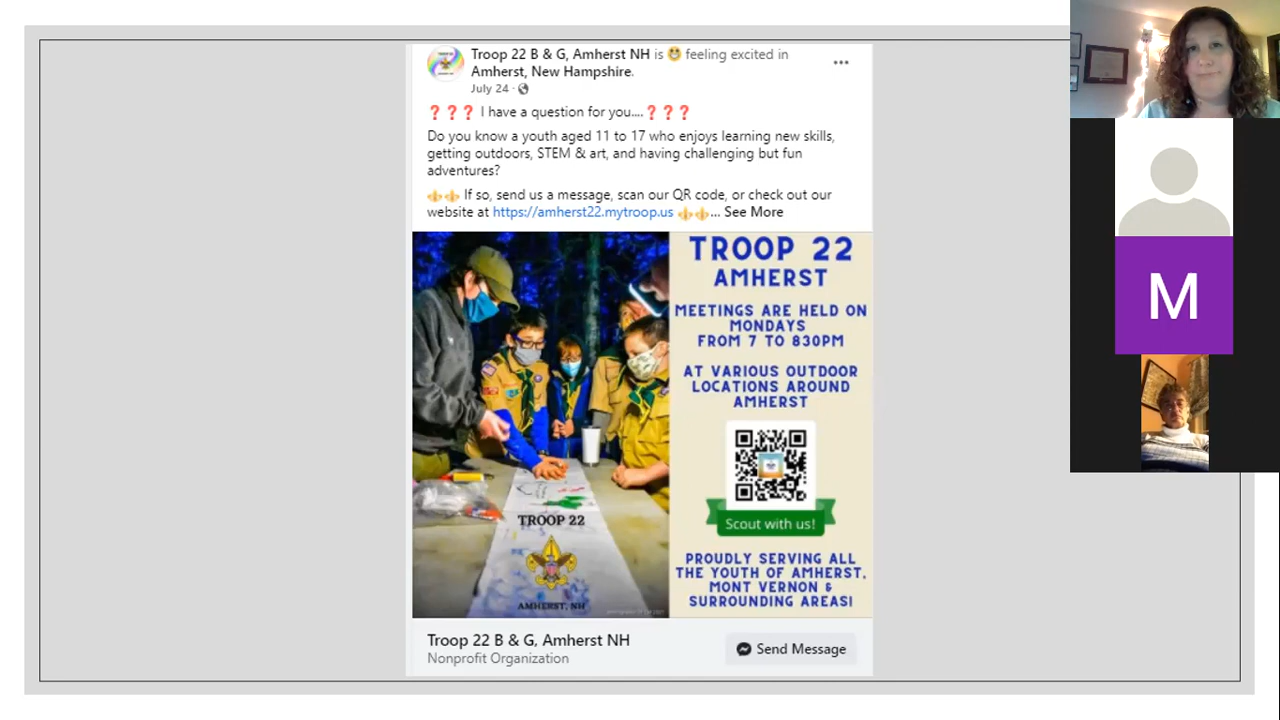 Troop 22 B & G, Amherst NH is 😃 feeling excited in
Amherst, New Hampshire.
July 24 ·
❓❓❓ I have a question for you....❓❓❓
Do you know a youth aged 11 to 17 who enjoys learning new skills,
getting outdoors, STEM & art, and having challenging but fun
adventures?
⚜️⚜️ If so, send us a message, scan our QR code, or check out our
website at https://amherst22.mytroop.us ⚜️⚜️... See More
TROOP 22
AMHERST
MEETINGS ARE HELD ON
MONDAYS
FROM 7 TO 830PM
AT VARIOUS OUTDOOR
LOCATIONS AROUND
AMHERST
Scout with us!
PROUDLY SERVING ALL
THE YOUTH OF AMHERST,
MONT VERNON &
SURROUNDING AREAS!
TROOP 22
AMHERST, NH
Troop 22 B & G, Amherst NH
Nonprofit Organization
Send Message
M